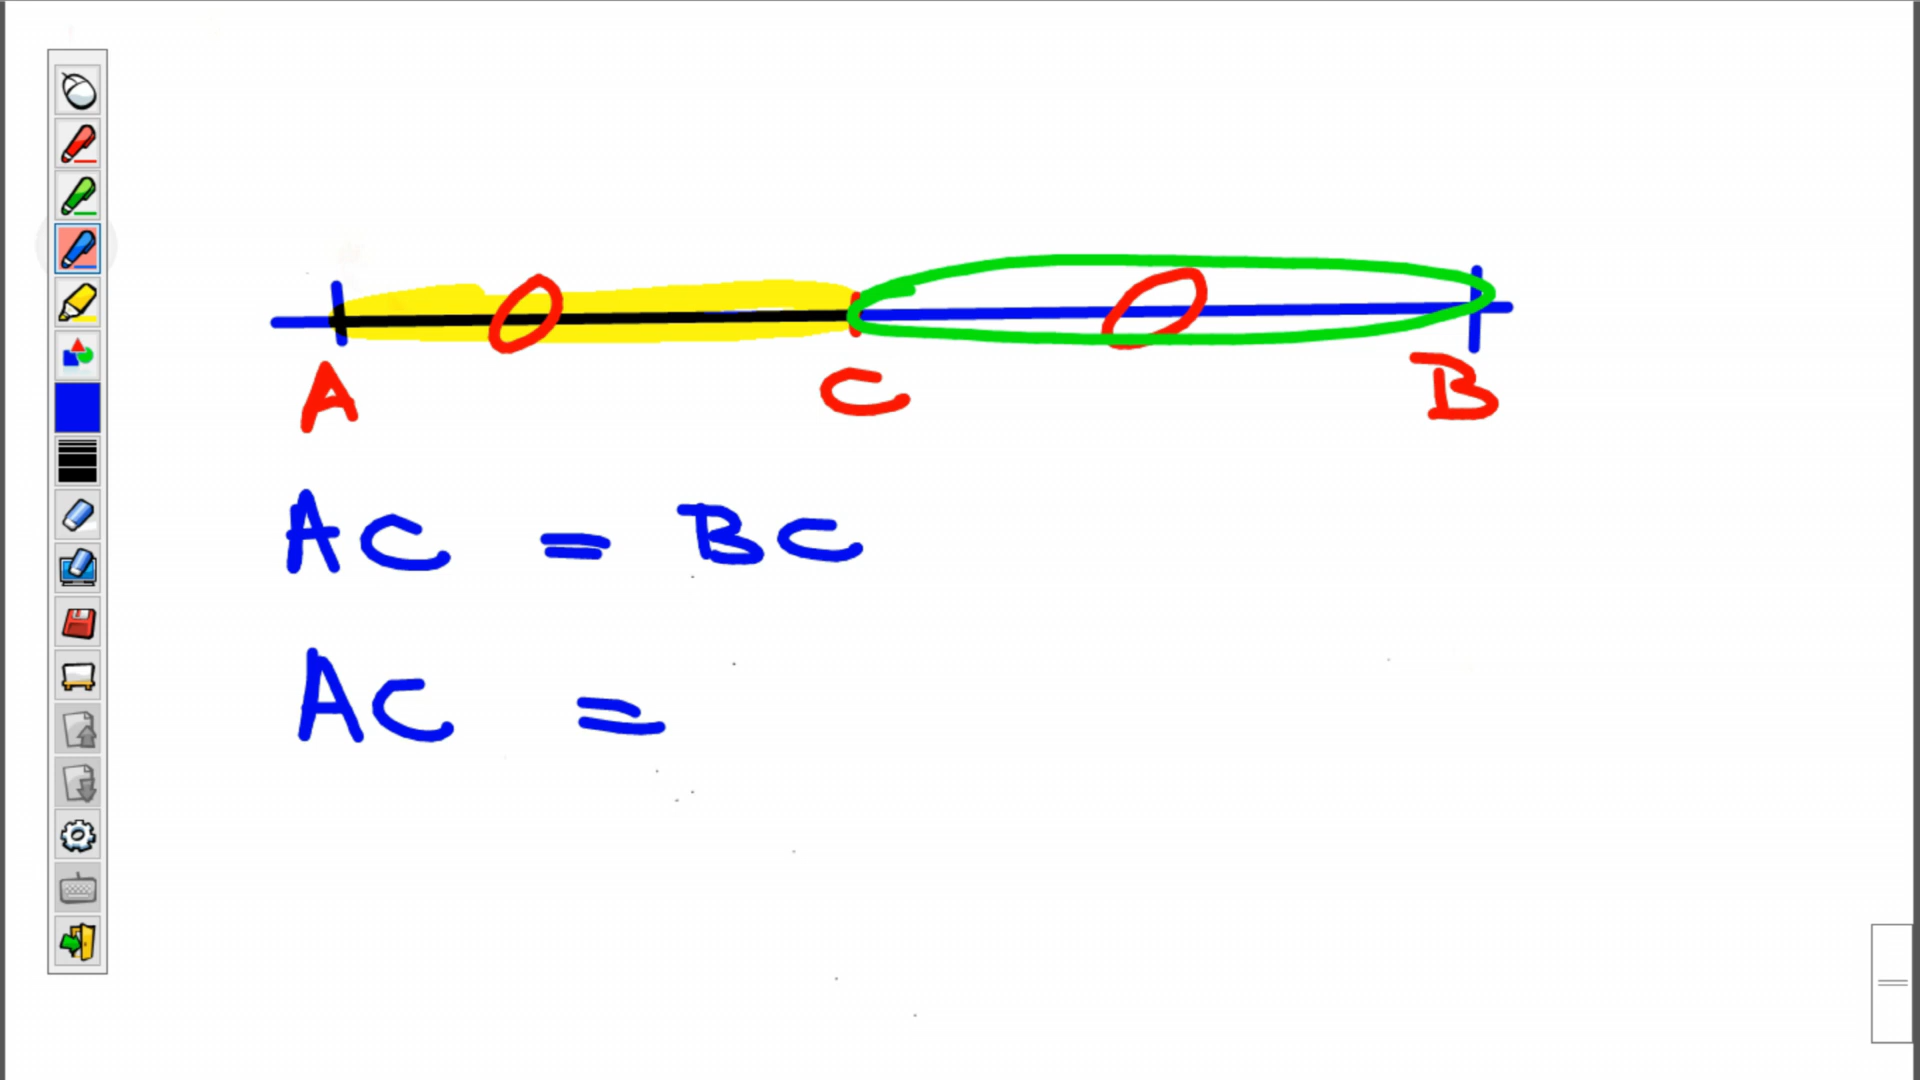 A C B
AC = BC
AC =